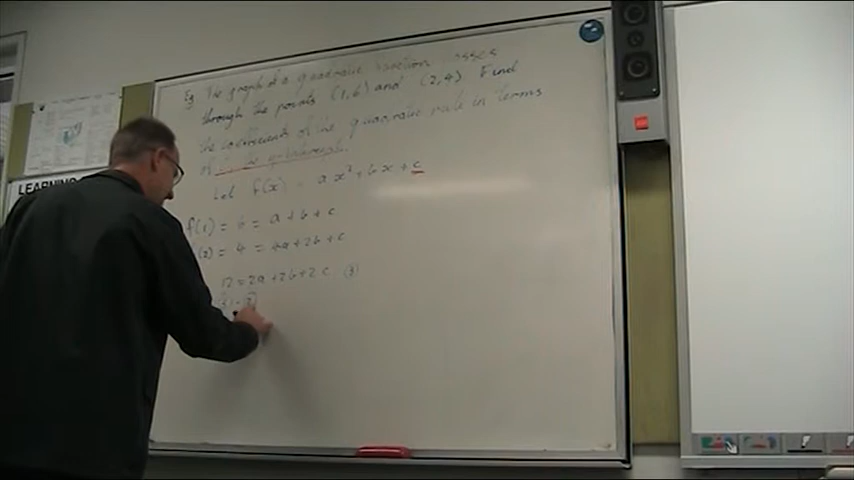 Eg The graph of a quadratic function passes
through the points (1,6) and (2,4) Find
the coefficients of the quadratic rule in terms
of
Let f(x) = ax² + bx + c
f(1) = 6 = a + b + c
(2) = 4 = 4a + 2b + c
12 = 2a + 2b + 2c (3)
LEARNING